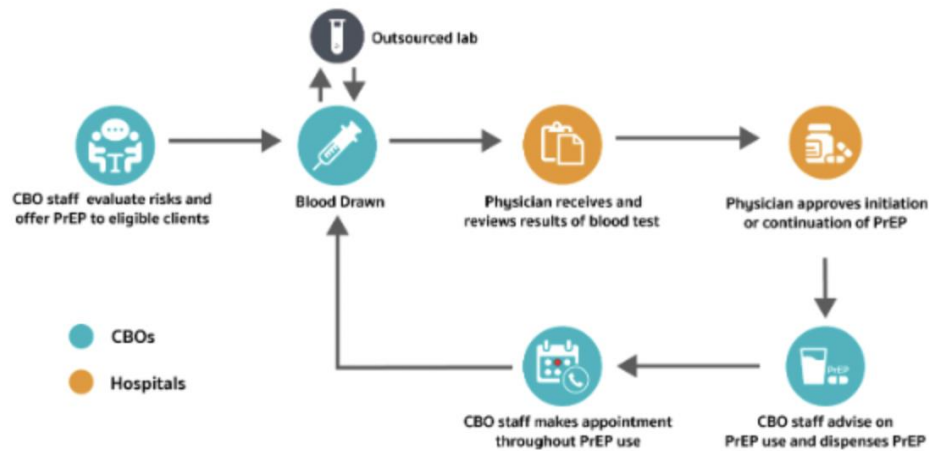 Outsourced lab
CBO staff evaluate risks and
offer PrEP to eligible clients
Blood Drawn
Physician receives and
reviews results of blood test
Physician approves initiation
or continuation of PrEP
CBOs
Hospitals
CBO staff makes appointment
throughout PrEP use
PrEP
CBO staff advise on
PrEP use and dispenses PrEP